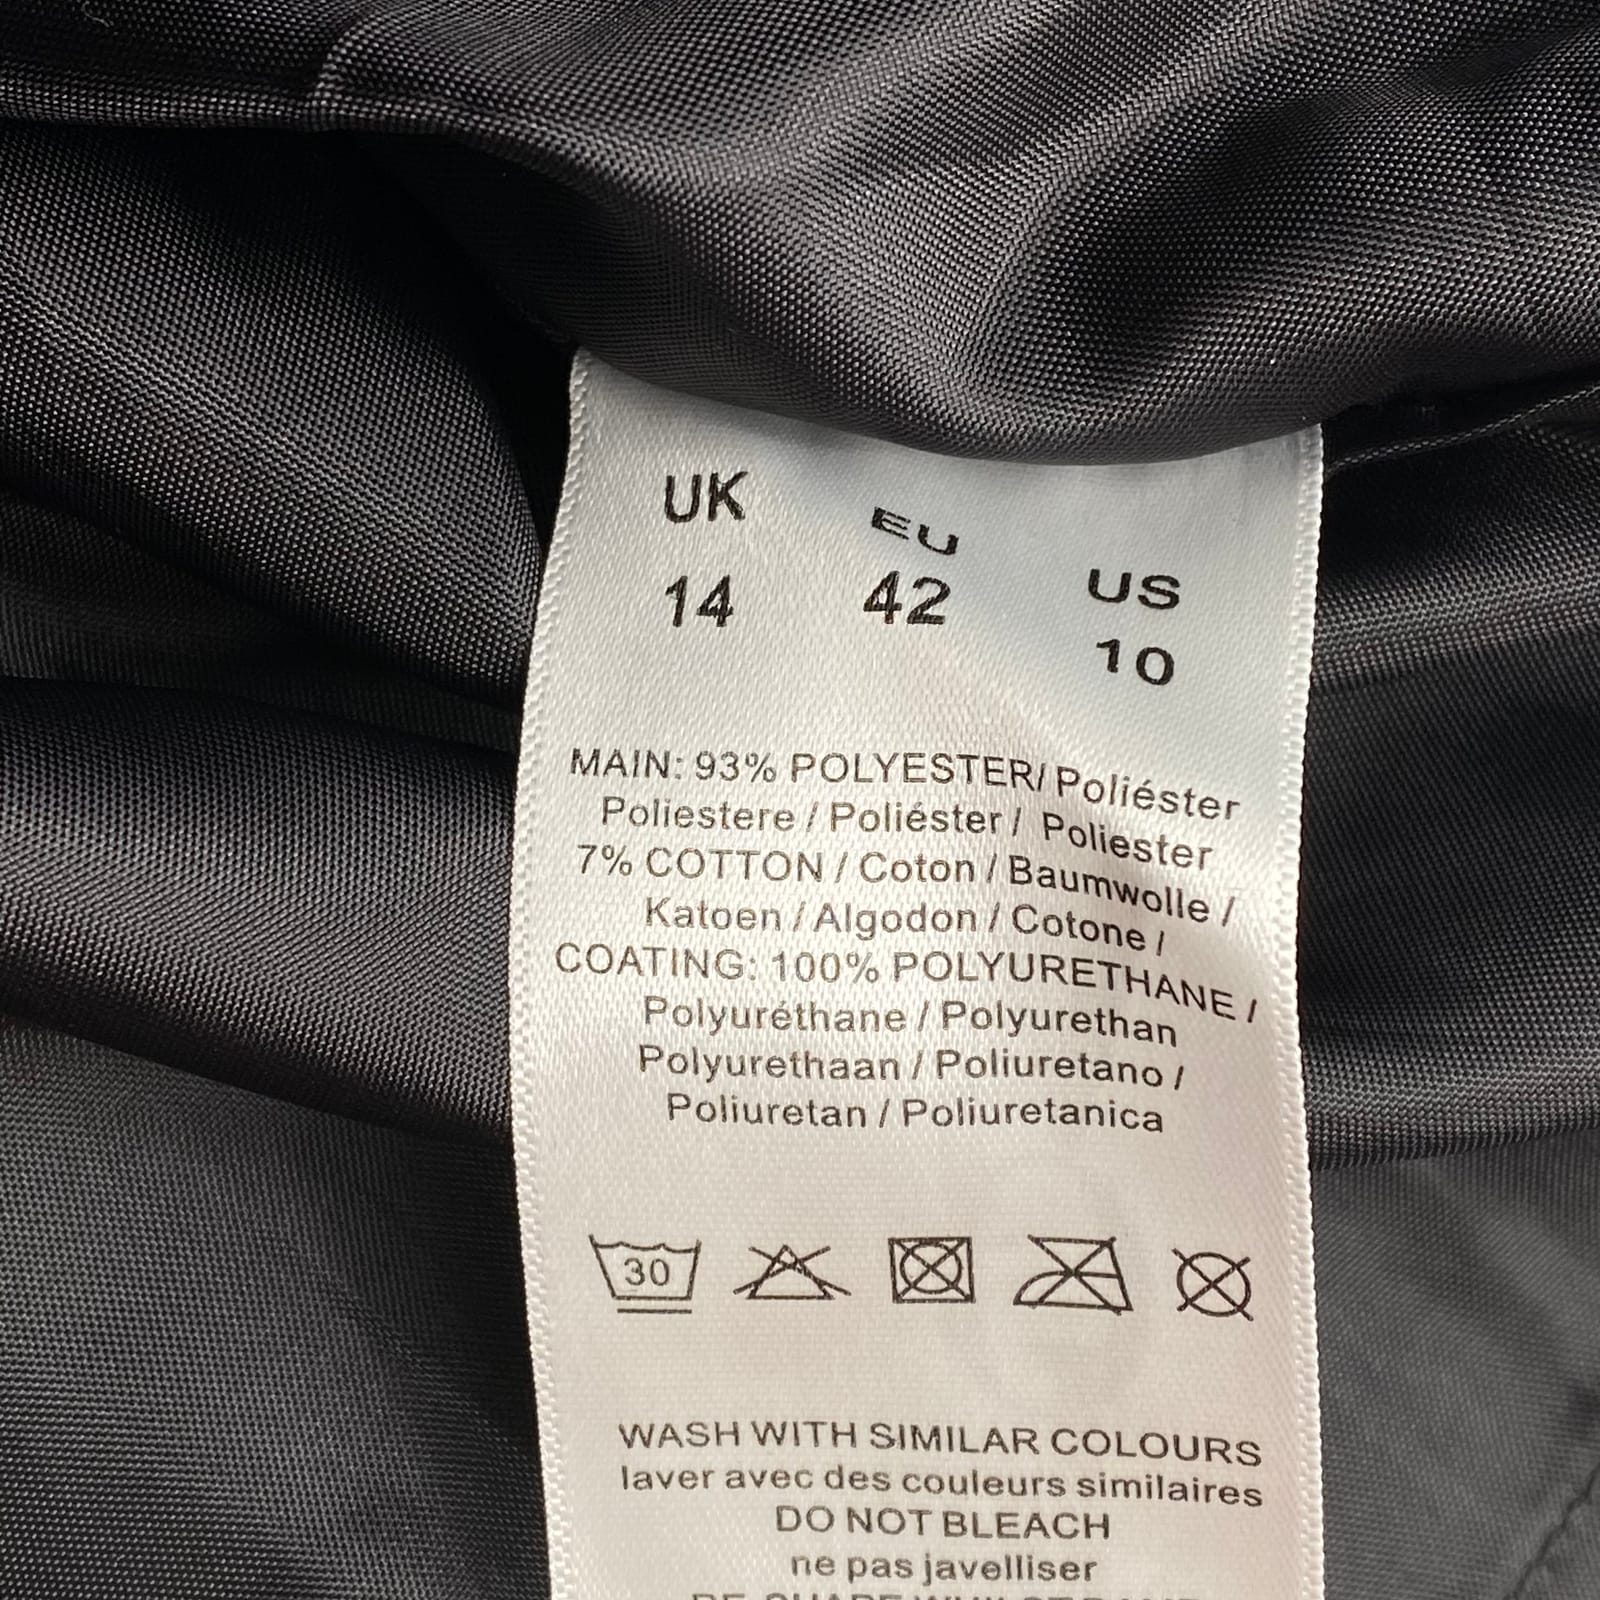 UK EU US
14 42 10
MAIN: 93% POLYESTER/ Poliéster
Poliestere / Poliéster / Poliester
7% COTTON / Coton / Baumwolle /
Katoen / Algodon / Cotone /
COATING: 100% POLYURETHANE /
Polyuréthane / Polyurethan
Polyurethaan / Poliuretano /
Poliuretan / Poliuretanica
30
WASH WITH SIMILAR COLOURS
laver avec des couleurs similaires
DO NOT BLEACH
ne pas javelliser